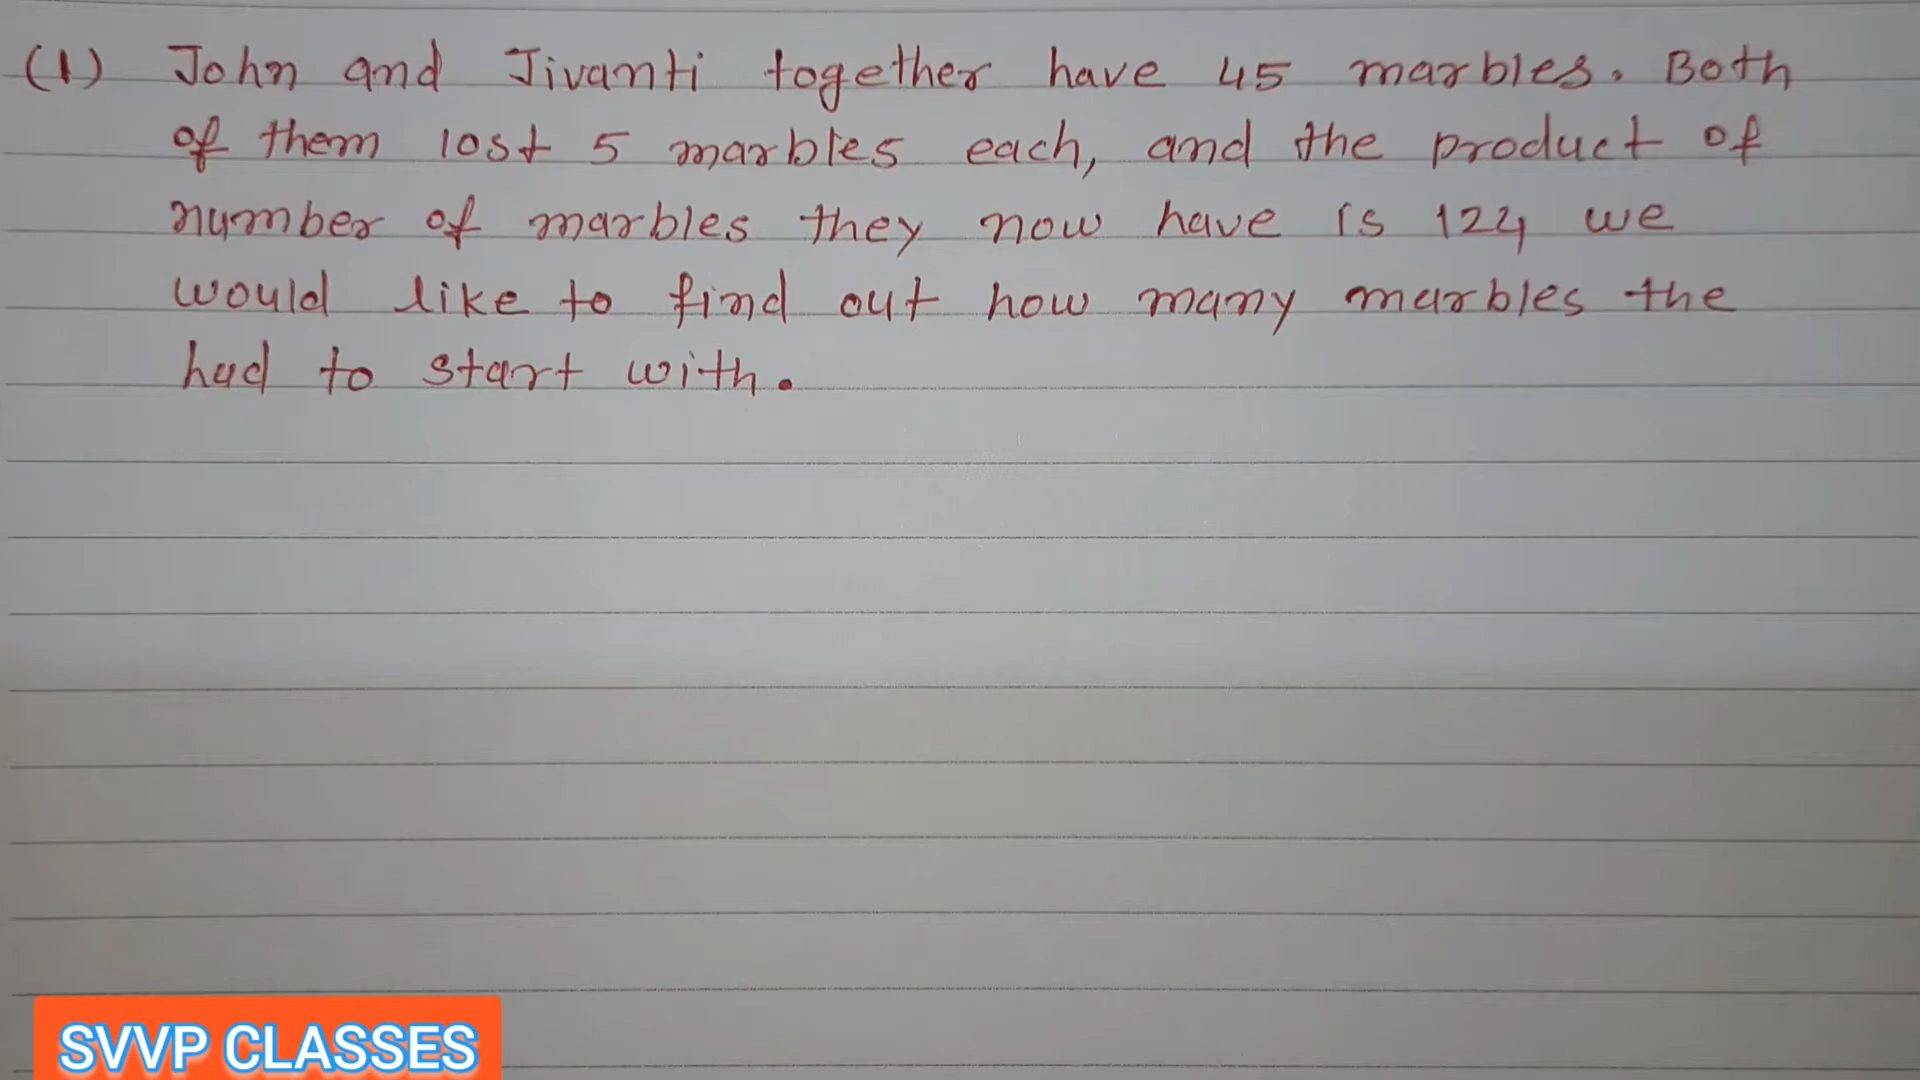 (1) John and Jivanti together have 45 marbles. Both
of them lost 5 marbles each, and the product of
number of marbles they now have is 124 we
would like to find out how many marbles the
had to start with.
SVVP CLASSES